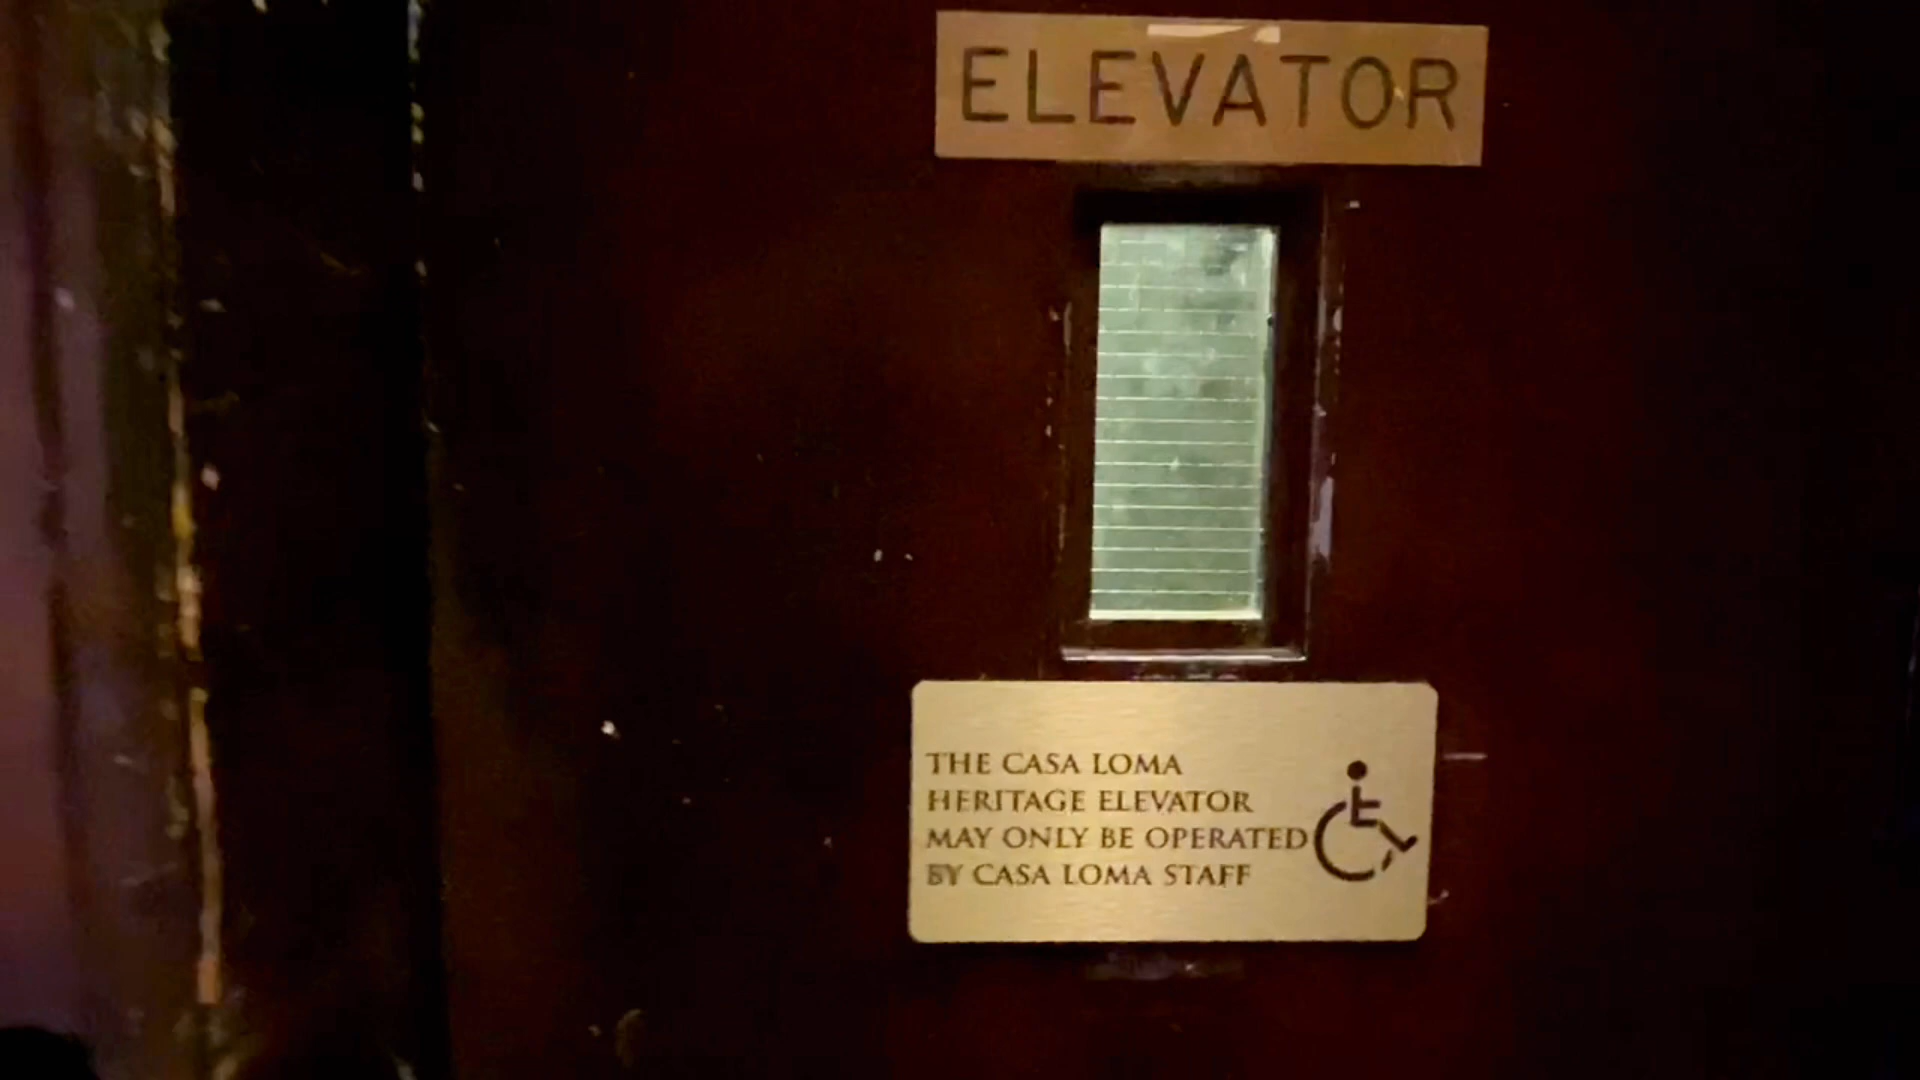 ELEVATOR
THE CASA LOMA
HERITAGE ELEVATOR
MAY ONLY BE OPERATED
BY CASA LOMA STAFF